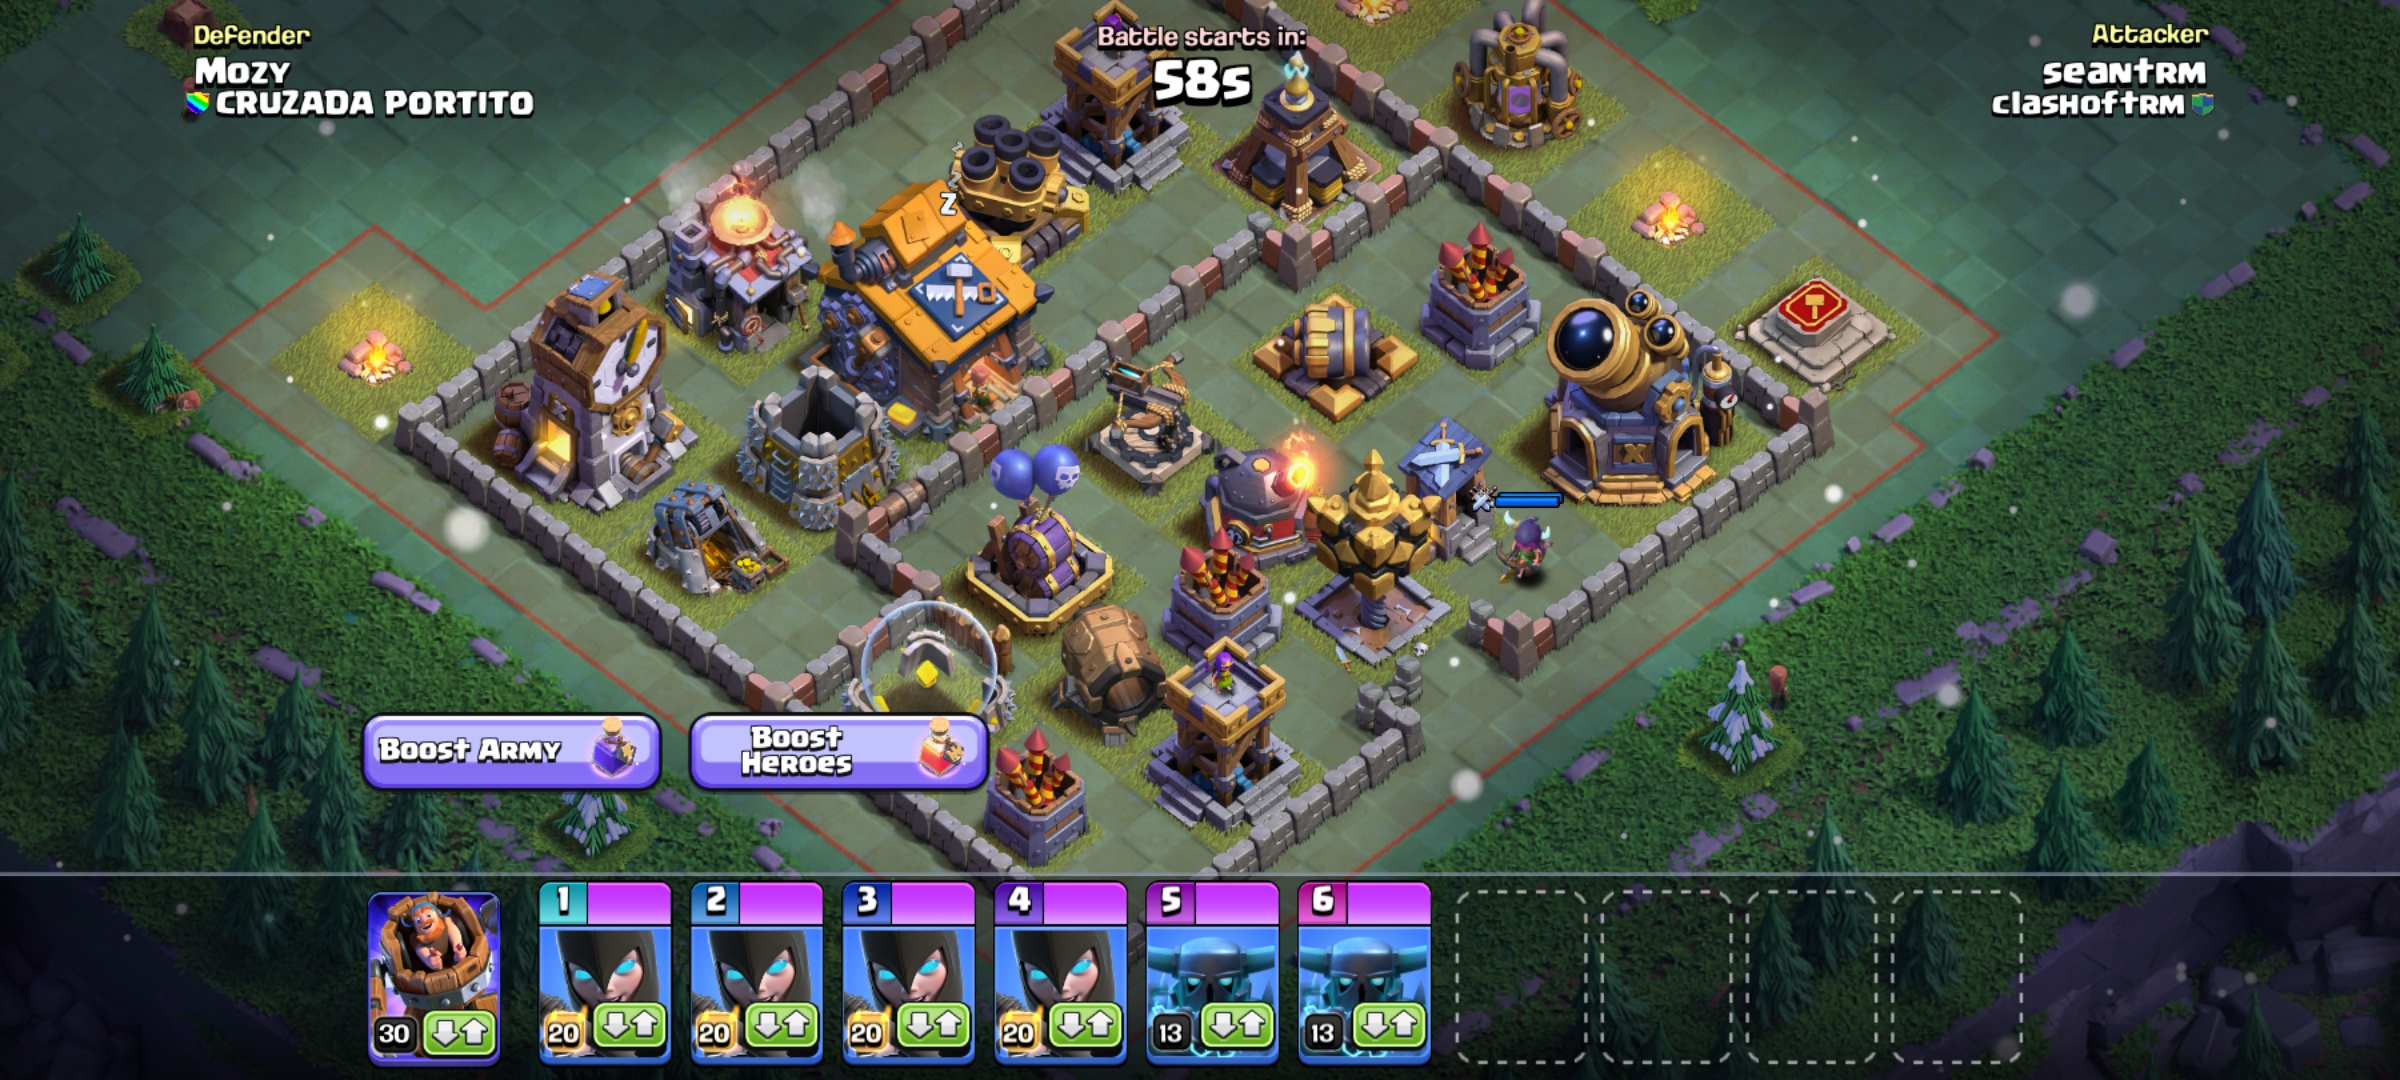 Defender
Mozy
CRUZADA PORTITO
Battle starts in:
58s
Attacker
seantRM
clashoftRM
z
z
Z
Boost Army
Boost
Heroes
1
2
3
4
5
6
30
20
20
20
20
13
13